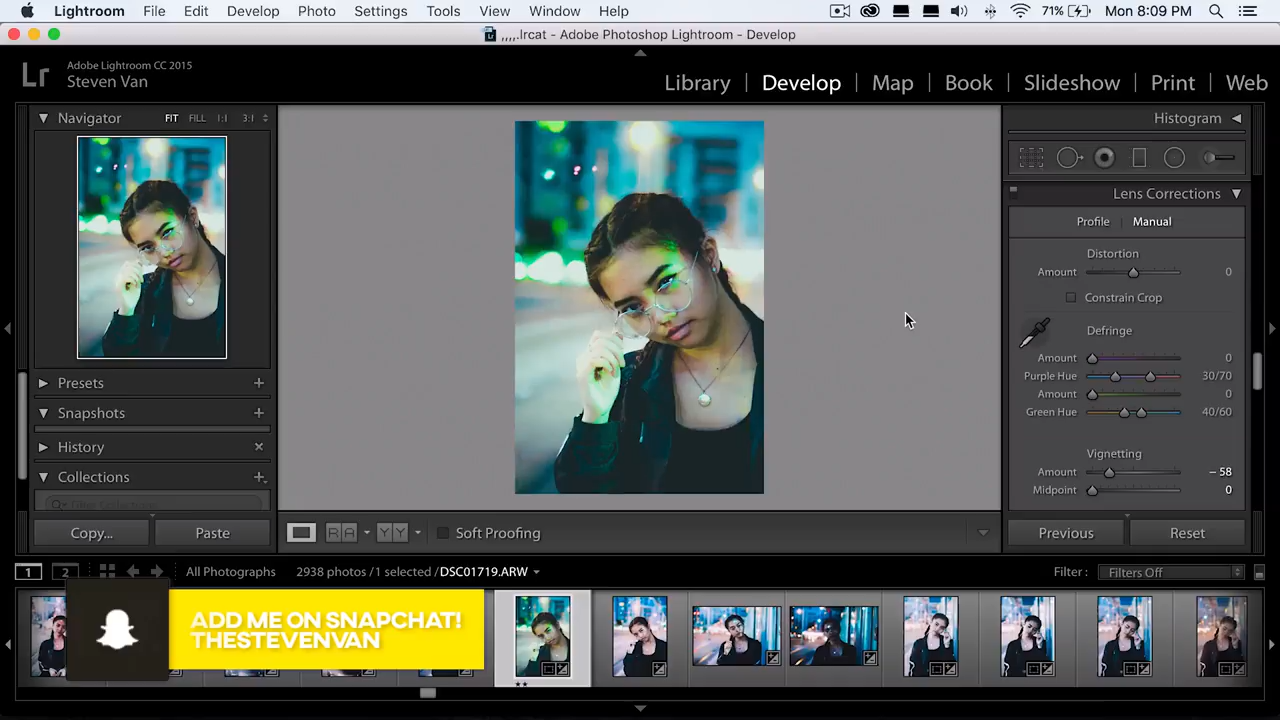 Lightroom File Edit Develop Photo Settings Tools View Window Help 71% Mon 8:09 PM
,,,,.lrcat - Adobe Photoshop Lightroom - Develop
Lr Adobe Lightroom CC 2015
Steven Van
Library | Develop | Map | Book | Slideshow | Print | Web
Navigator FIT FILL 1:1 3:1
Histogram
Lens Corrections
Profile | Manual
Distortion
Amount 0
Constrain Crop
Defringe
Amount 0
Purple Hue 30/70
Amount 0
Green Hue 40/60
Vignetting
Amount - 58
Midpoint 0
Presets +
Snapshots +
History ×
Collections +
Filter Collections
Copy... Paste
R A Y Y Soft Proofing
Previous Reset
1 2 All Photographs 2938 photos /1 selected /DSC01719.ARW
Filter: Filters Off
ADD ME ON SNAPCHAT!
THESTEVENVAN